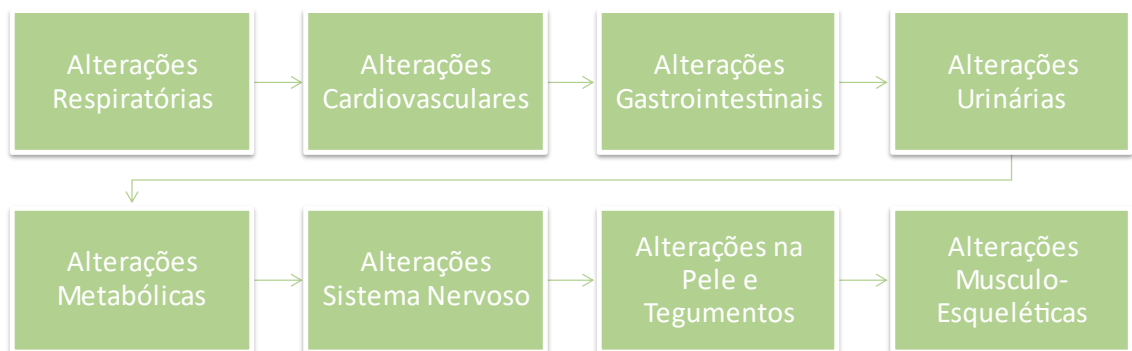 Alterações
Respiratórias
Alterações
Cardiovasculares
Alterações
Gastrointestinais
Alterações
Urinárias
Alterações
Metabólicas
Alterações
Sistema Nervoso
Alterações na
Pele e
Tegumentos
Alterações
Musculo-
Esqueléticas